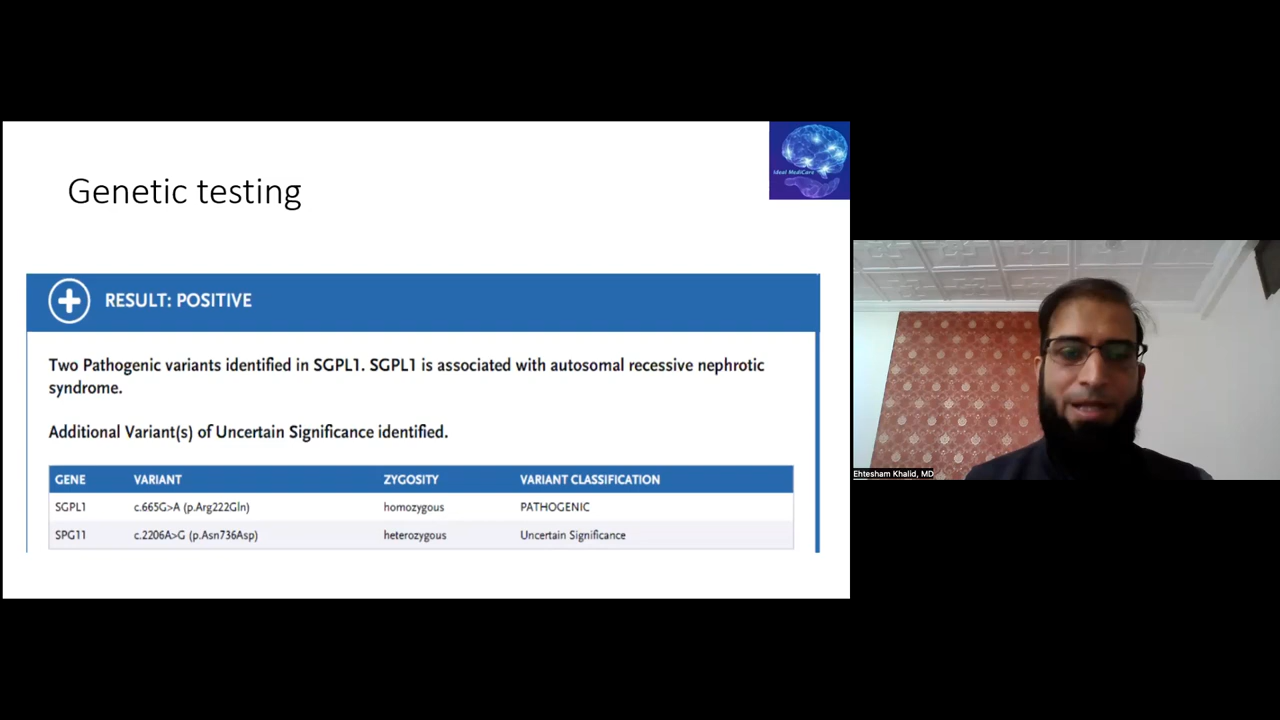 Ideal MediCare
Genetic testing
RESULT: POSITIVE
Two Pathogenic variants identified in SGPL1. SGPL1 is associated with autosomal recessive nephrotic
syndrome.
Additional Variant(s) of Uncertain Significance identified.
GENE VARIANT ZYGOSITY VARIANT CLASSIFICATION
SGPL1 c.665G>A (p.Arg222Gln) homozygous PATHOGENIC
SPG11 c.2206A>G (p.Asn736Asp) heterozygous Uncertain Significance
Ehtesham Khalid, MD